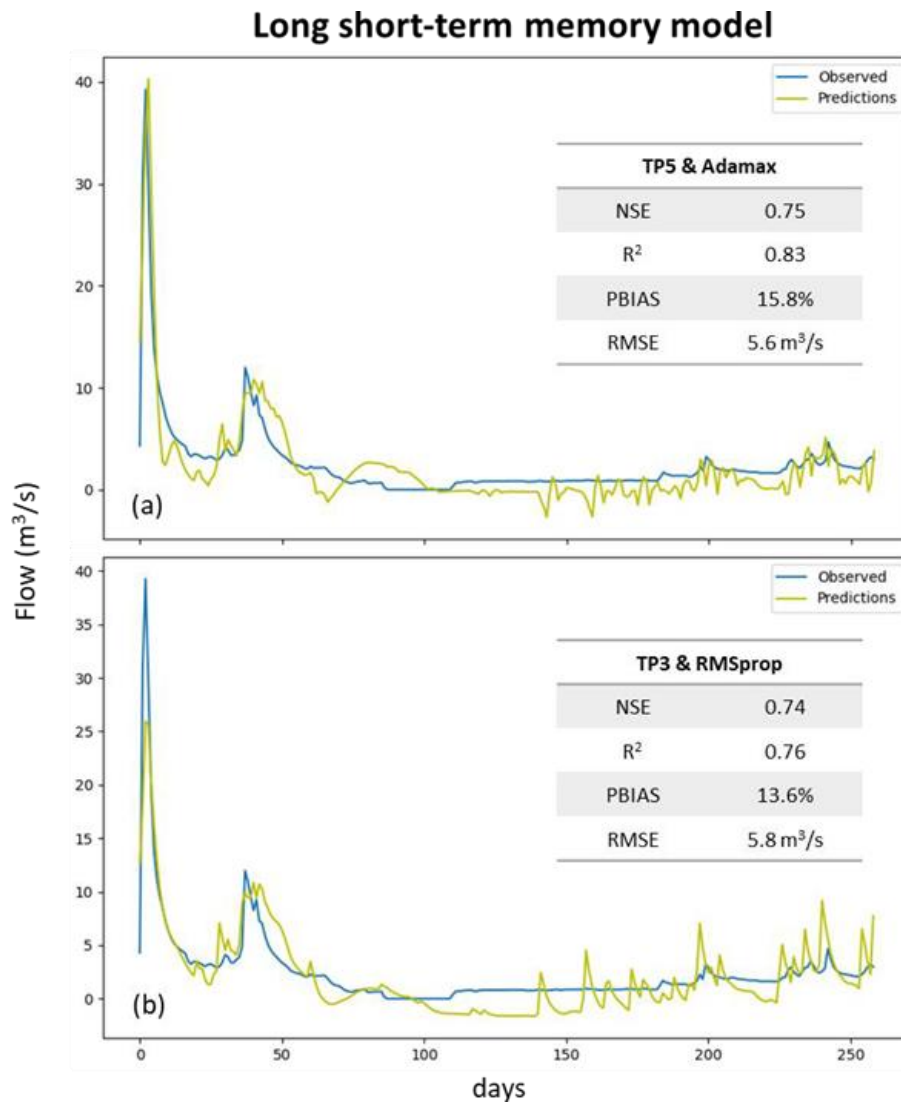 Long short-term memory model
Observed
Predictions
TP5 & Adamax
NSE 0.75
R² 0.83
PBIAS 15.8%
RMSE 5.6 m³/s
40
30
20
10
0
(a)
Flow (m³/s)
Observed
Predictions
TP3 & RMSprop
NSE 0.74
R² 0.76
PBIAS 13.6%
RMSE 5.8 m³/s
40
35
30
25
20
15
10
5
0
(b)
0 50 100 150 200 250
days